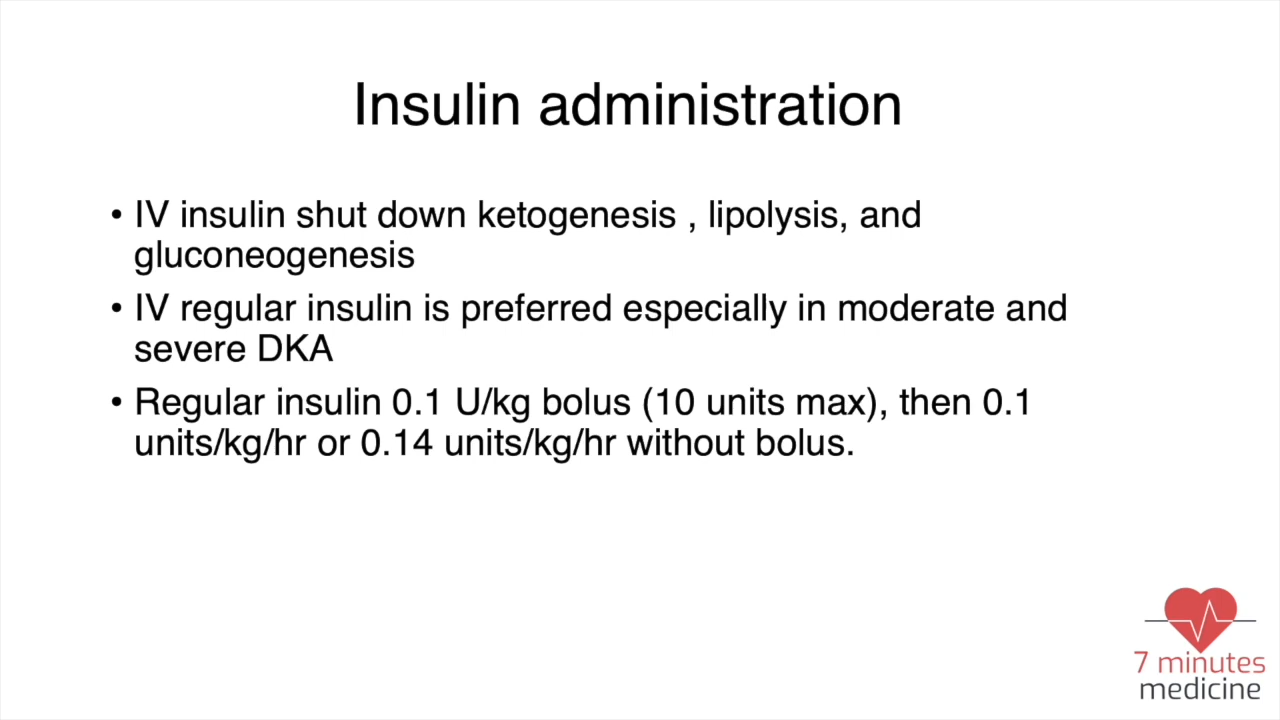 Insulin administration
• IV insulin shut down ketogenesis , lipolysis, and
gluconeogenesis
• IV regular insulin is preferred especially in moderate and
severe DKA
• Regular insulin 0.1 U/kg bolus (10 units max), then 0.1
units/kg/hr or 0.14 units/kg/hr without bolus.
7 minutes
medicine